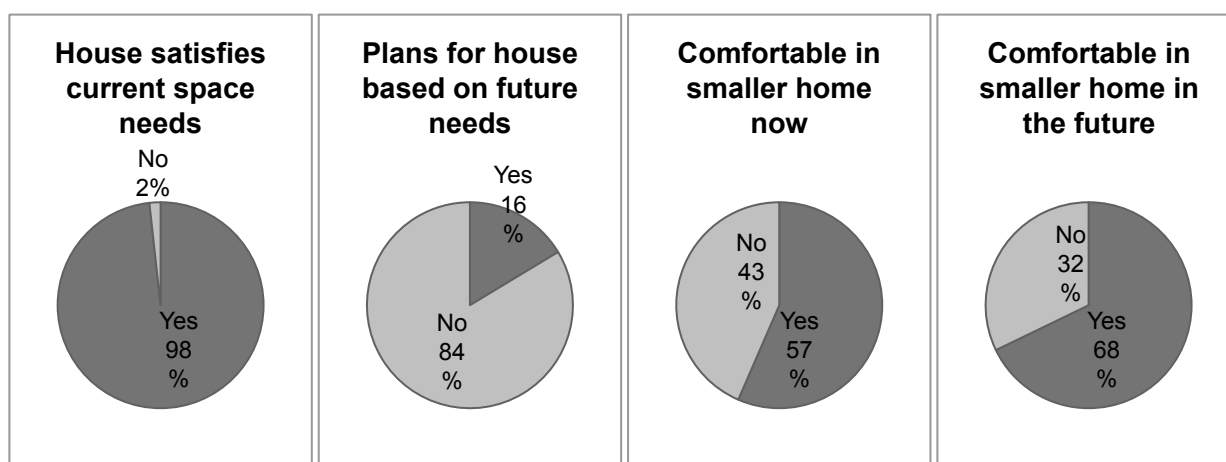 House satisfies
current space
needs
No
2%
Yes
98
%
Plans for house
based on future
needs
Yes
16
%
No
84
%
Comfortable in
smaller home
now
No
43
%
Yes
57
%
Comfortable in
smaller home in
the future
No
32
%
Yes
68
%